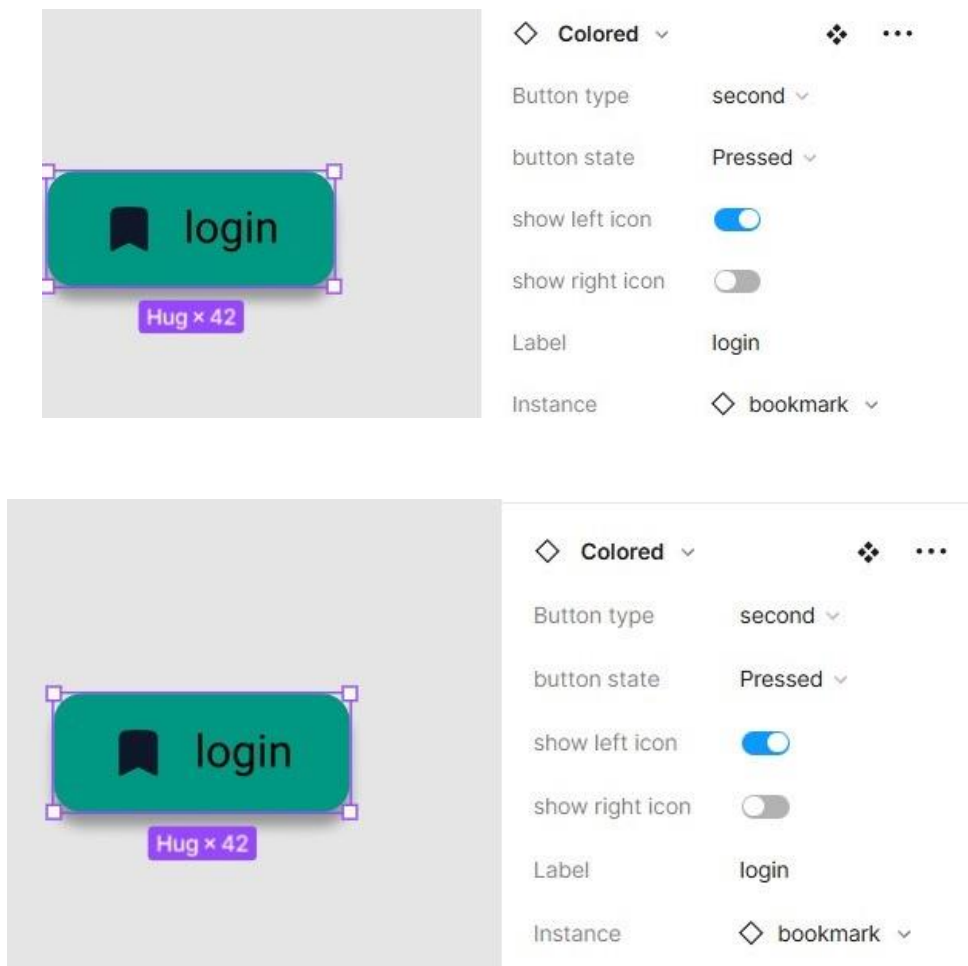 Colored
Button type second
button state Pressed
show left icon
login
show right icon
Hug × 42
Label login
Instance bookmark
Colored
Button type second
button state Pressed
show left icon
login
show right icon
Hug × 42
Label login
Instance bookmark